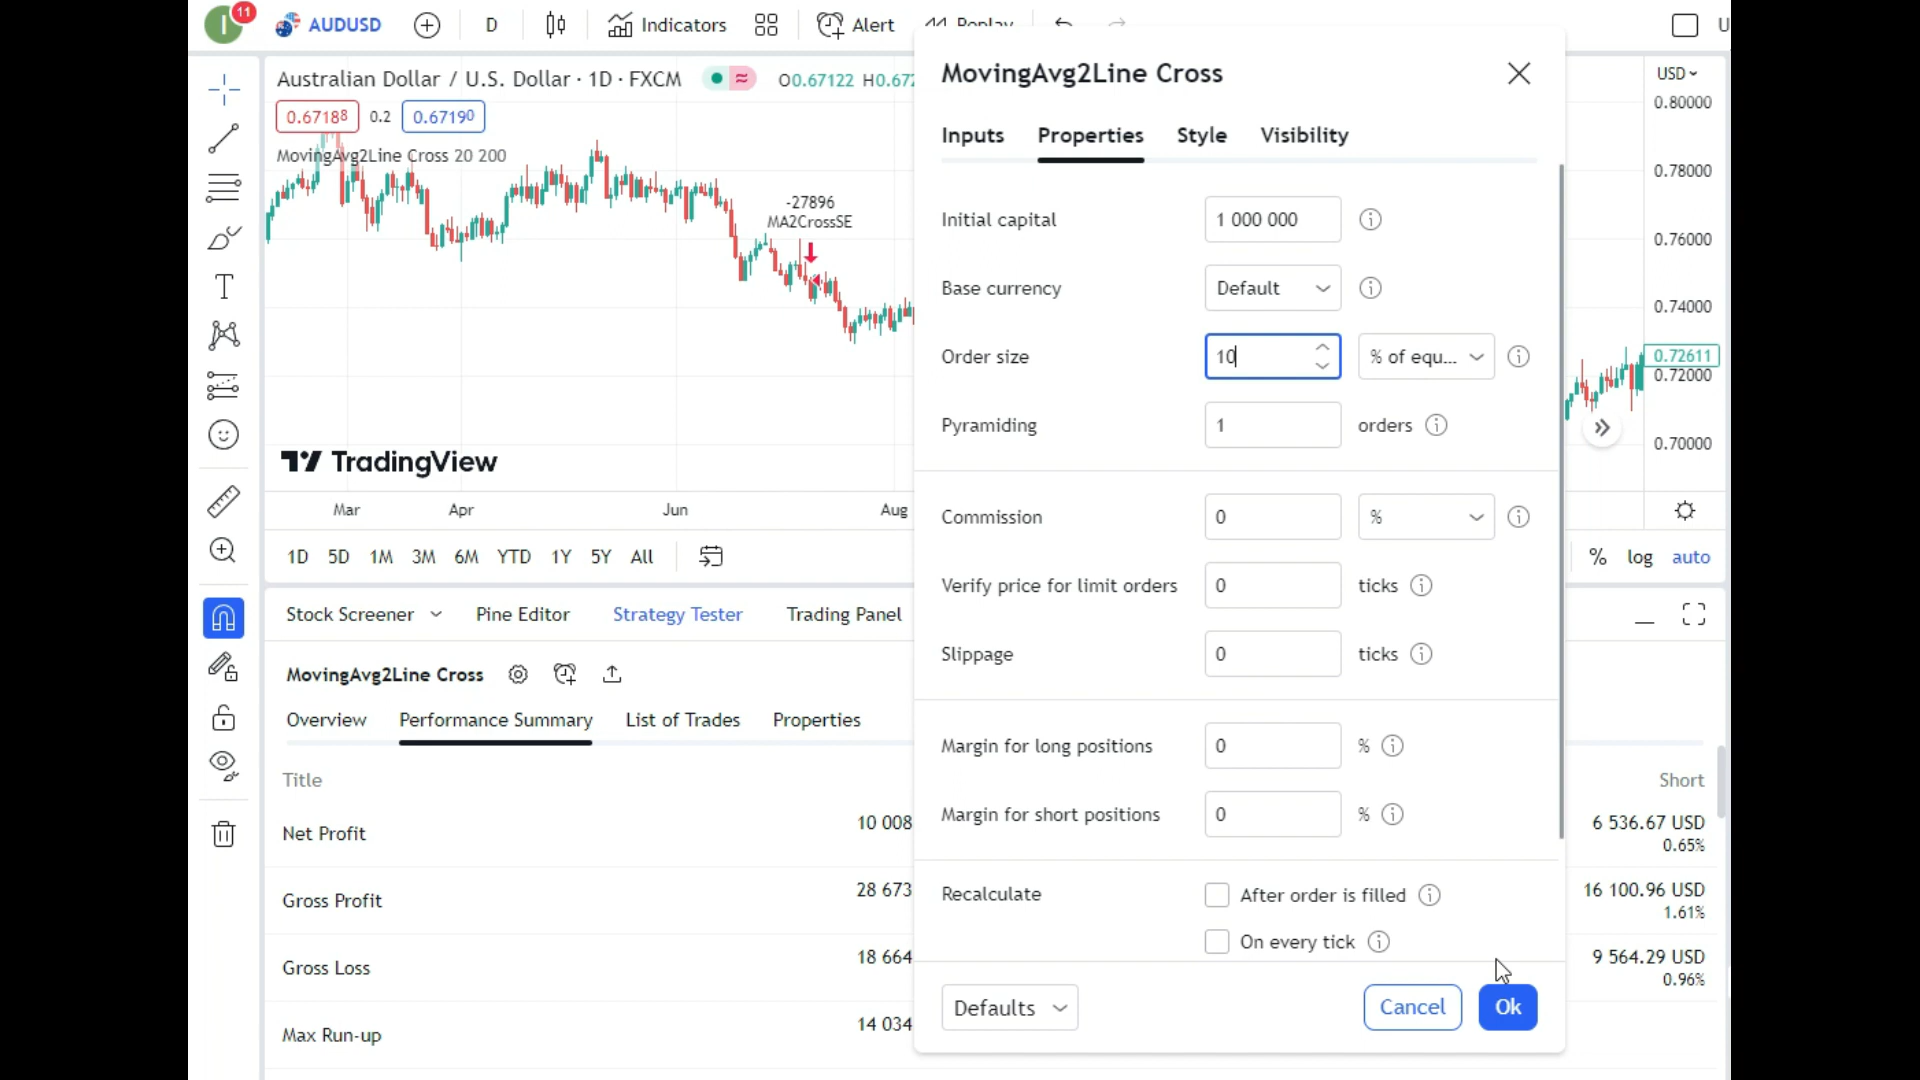 I
11
AUDUSD
D
Indicators
Alert
Replay
U
Australian Dollar / U.S. Dollar · 1D · FXCM
O0.67122 H0.672
0.67188
0.2
0.67190
MovingAvg2Line Cross 20 200
-27896
MA2CrossSE
TradingView
Mar
Apr
Jun
Aug
1D 5D 1M 3M 6M YTD 1Y 5Y All
USD
0.80000
0.78000
0.76000
0.74000
0.72611
0.72000
0.70000
% log auto
MovingAvg2Line Cross
Inputs Properties Style Visibility
Initial capital 1 000 000
Base currency Default
Order size 10 % of equ...
Pyramiding 1 orders
Commission 0 %
Verify price for limit orders 0 ticks
Slippage 0 ticks
Margin for long positions 0 %
Margin for short positions 0 %
Recalculate After order is filled
On every tick
Defaults Cancel Ok
Stock Screener Pine Editor Strategy Tester Trading Panel
MovingAvg2Line Cross
Overview Performance Summary List of Trades Properties
Title Short
Net Profit 10 008 6 536.67 USD
0.65%
Gross Profit 28 673 16 100.96 USD
1.61%
Gross Loss 18 664 9 564.29 USD
0.96%
Max Run-up 14 034